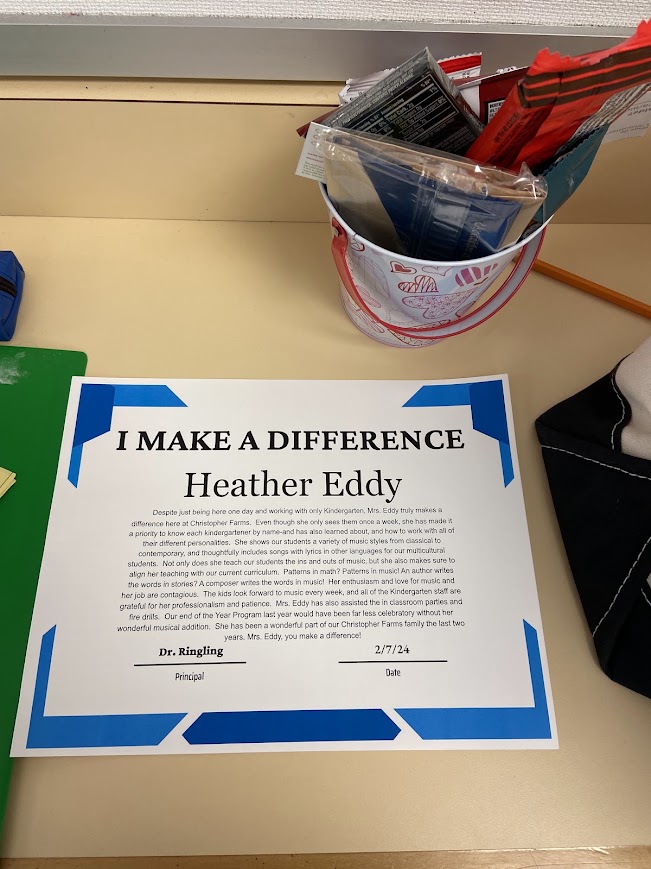 I MAKE A DIFFERENCE
Heather Eddy
Despite just being here one day and working with only Kindergarten, Mrs. Eddy truly makes a
difference here at Christopher Farms. Even though she only sees them once a week, she has made it
a priority to know each kindergartener by name-and has also learned about, and how to work with all of
their different personalities. She shows our students a variety of music styles from classical to
contemporary, and thoughtfully includes songs with lyrics in other languages for our multicultural
students. Not only does she teach our students the ins and outs of music, but she also makes sure to
align her teaching with our current curriculum. Patterns in math? Patterns in music! An author writes
the words in stories? A composer writes the words in music! Her enthusiasm and love for music and
her job are contagious. The kids look forward to music every week, and all of the Kindergarten staff are
grateful for her professionalism and patience. Mrs. Eddy has also assisted the in classroom parties and
fire drills. Our end of the Year Program last year would have been far less celebratory without her
wonderful musical addition. She has been a wonderful part of our Christopher Farms family the last two
years, Mrs. Eddy, you make a difference!
Dr. Ringling 2/7/24
Principal Date